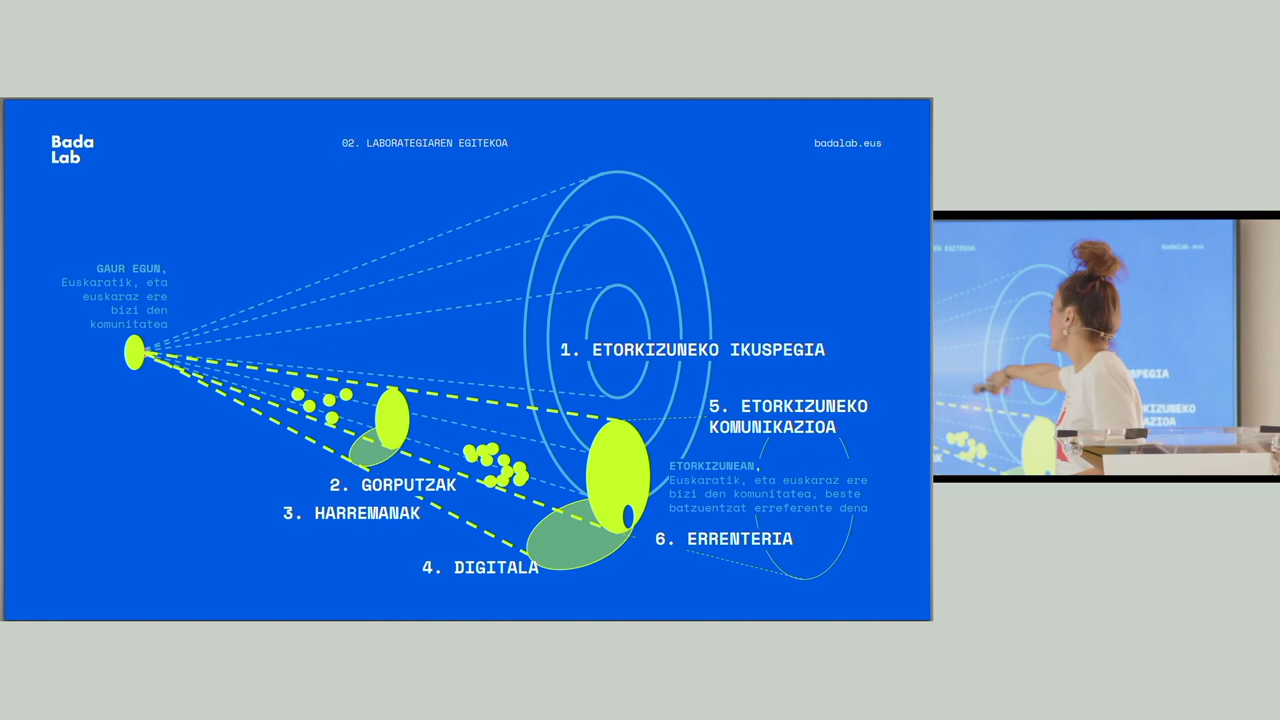 Bada
Lab
02. LABORATEGIAREN EGITEKOA
badalab.eus
GAUR EGUN,
Euskaratik, eta
euskaraz ere
bizi den
komunitatea
1. ETORKIZUNEKO IKUSPEGIA
5. ETORKIZUNEKO
KOMUNIKAZIOA
ETORKIZUNEAN,
Euskaratik, eta euskaraz ere
bizi den komunitatea, beste
batzuentzat erreferente dena
2. GORPUTZAK
3. HARREMANAK
6. ERRENTERIA
4. DIGITALA
badalab.eus